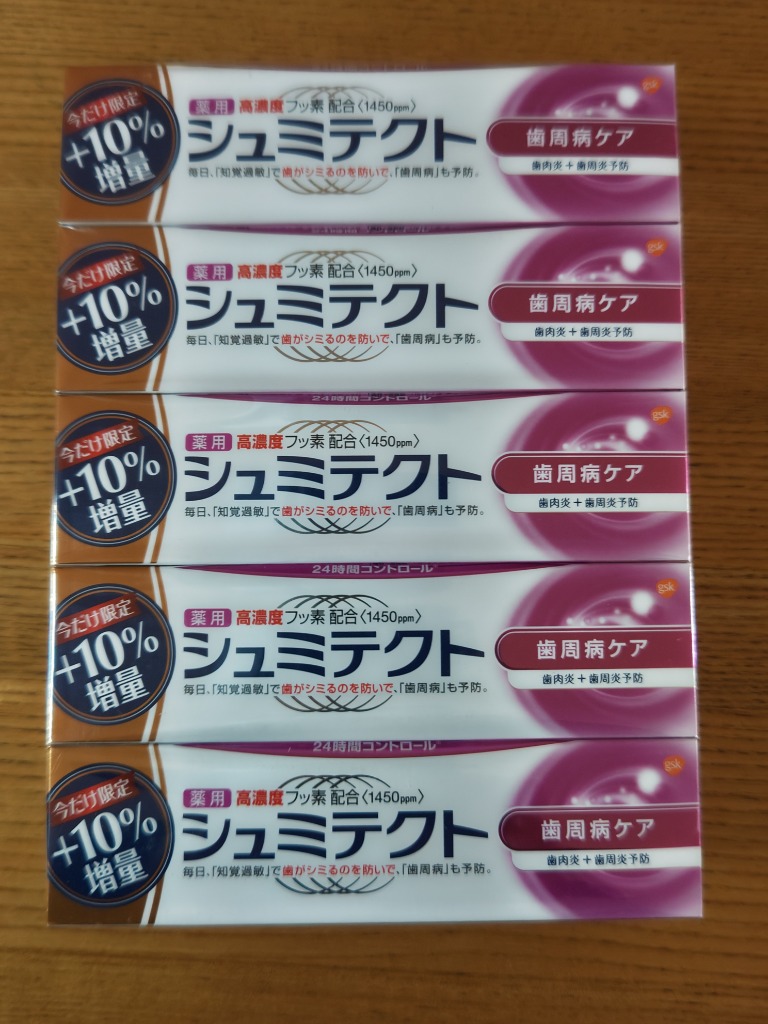 今だけ限定
+10%
増量
薬用 高濃度フッ素 配合〈1450ppm〉
シュミテクト
毎日、「知覚過敏」で歯がシミるのを防いで、「歯周病」も予防。
gsk
歯周病ケア
歯肉炎+歯周炎予防
24時間コントロール
今だけ限定
+10%
増量
薬用 高濃度フッ素 配合〈1450ppm〉
シュミテクト
毎日、「知覚過敏」で歯がシミるのを防いで、「歯周病」も予防。
gsk
歯周病ケア
歯肉炎+歯周炎予防
24時間コントロール
今だけ限定
+10%
増量
薬用 高濃度フッ素 配合〈1450ppm〉
シュミテクト
毎日、「知覚過敏」で歯がシミるのを防いで、「歯周病」も予防。
gsk
歯周病ケア
歯肉炎+歯周炎予防
24時間コントロール
今だけ限定
+10%
増量
薬用 高濃度フッ素 配合〈1450ppm〉
シュミテクト
毎日、「知覚過敏」で歯がシミるのを防いで、「歯周病」も予防。
gsk
歯周病ケア
歯肉炎+歯周炎予防
24時間コントロール
今だけ限定
+10%
増量
薬用 高濃度フッ素 配合〈1450ppm〉
シュミテクト
毎日、「知覚過敏」で歯がシミるのを防いで、「歯周病」も予防。
gsk
歯周病ケア
歯肉炎+歯周炎予防